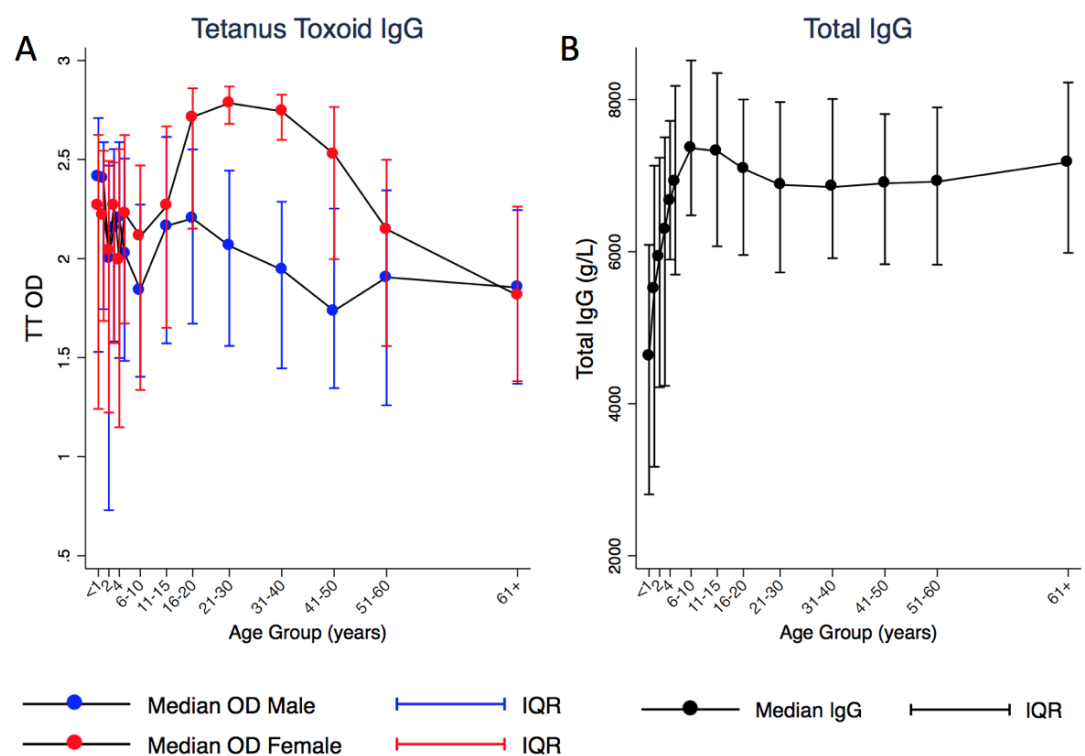 A
Tetanus Toxoid IgG
TT OD
3
2.5
2
1.5
1
.5
<1
2
4
6-10
11-15
16-20
21-30
31-40
41-50
51-60
61+
Age Group (years)
Median OD Male
IQR
Median OD Female
IQR
B
Total IgG
Total IgG (g/L)
8000
6000
4000
2000
<1
2
4
6-10
11-15
16-20
21-30
31-40
41-50
51-60
61+
Age Group (years)
Median IgG
IQR